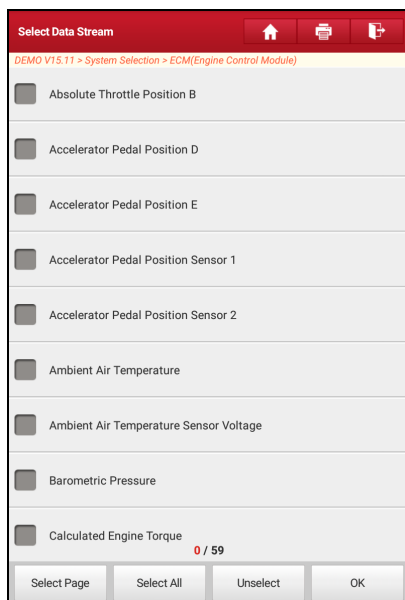 Select Data Stream
DEMO V15.11 > System Selection > ECM(Engine Control Module)
Absolute Throttle Position B
Accelerator Pedal Position D
Accelerator Pedal Position E
Accelerator Pedal Position Sensor 1
Accelerator Pedal Position Sensor 2
Ambient Air Temperature
Ambient Air Temperature Sensor Voltage
Barometric Pressure
Calculated Engine Torque
0 / 59
Select Page Select All Unselect OK